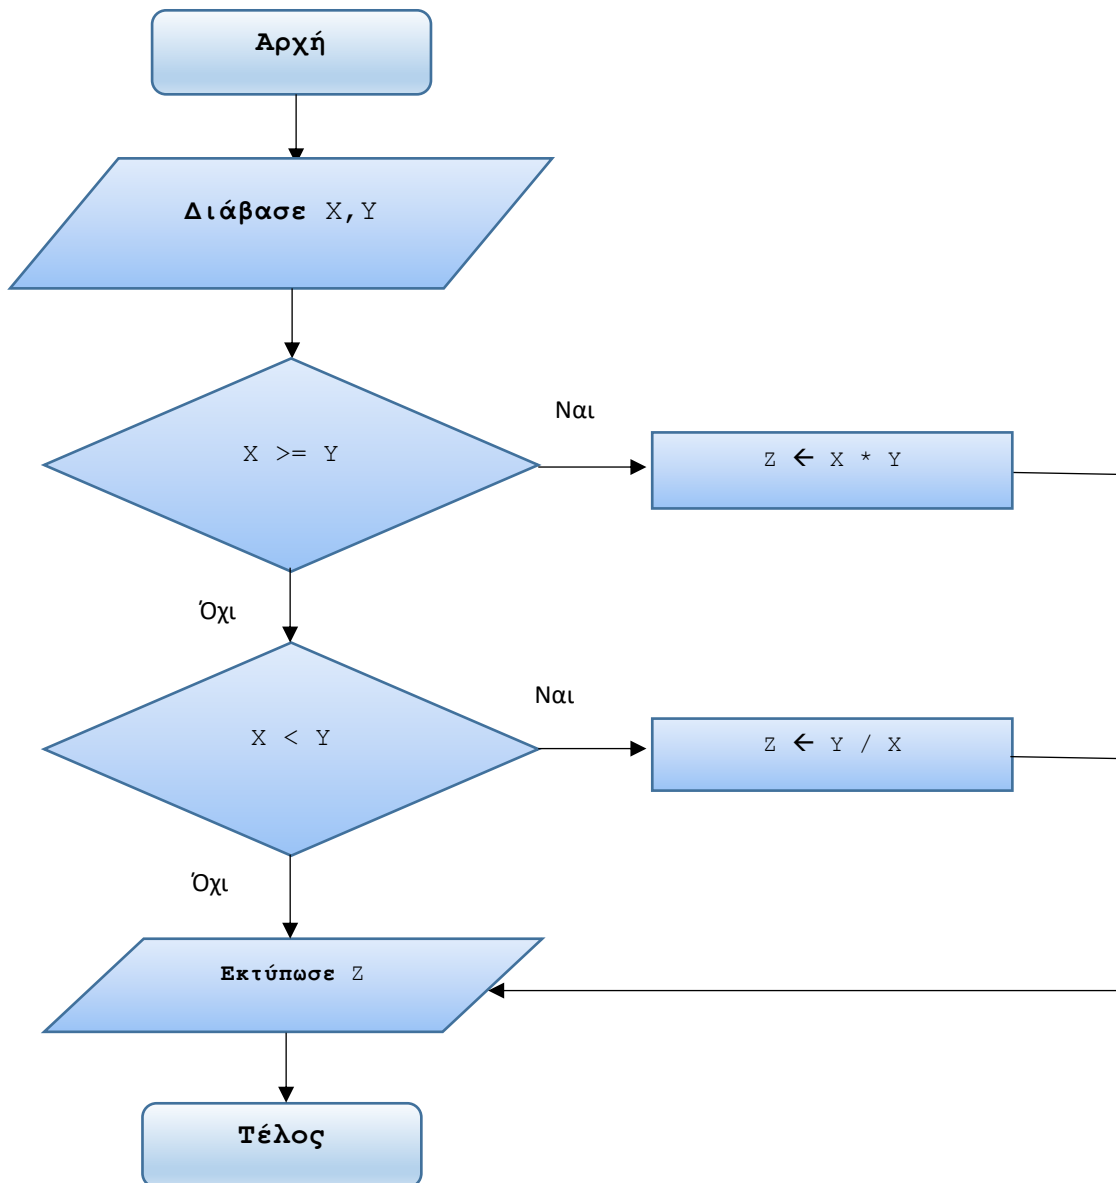 Αρχή
Διάβασε X,Y
X >= Y
Ναι
Z ← X * Y
Όχι
X < Y
Ναι
Z ← Y / X
Όχι
Εκτύπωσε Z
Τέλος